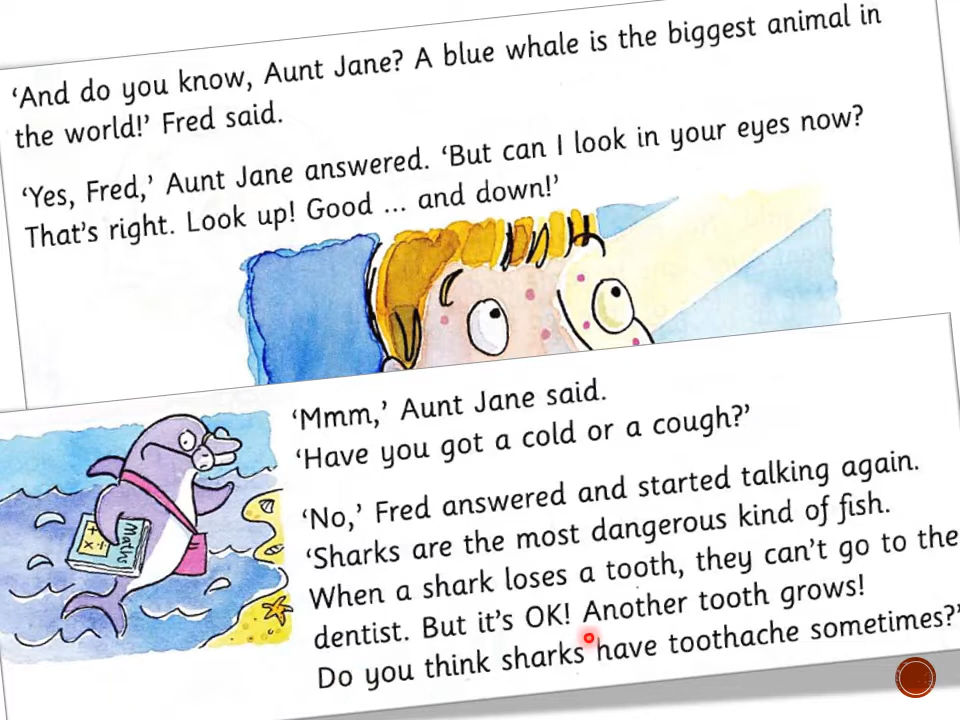 ‘And do you know, Aunt Jane? A blue whale is the biggest animal in
the world!’ Fred said.
‘Yes, Fred,’ Aunt Jane answered. ‘But can I look in your eyes now?
That’s right. Look up! Good ... and down!’
‘Mmm,’ Aunt Jane said.
‘Have you got a cold or a cough?’
‘No,’ Fred answered and started talking again.
‘Sharks are the most dangerous kind of fish.
When a shark loses a tooth, they can’t go to the
dentist. But it’s OK! Another tooth grows!
Do you think sharks have toothache sometimes?’
Maths
+ ÷ ×